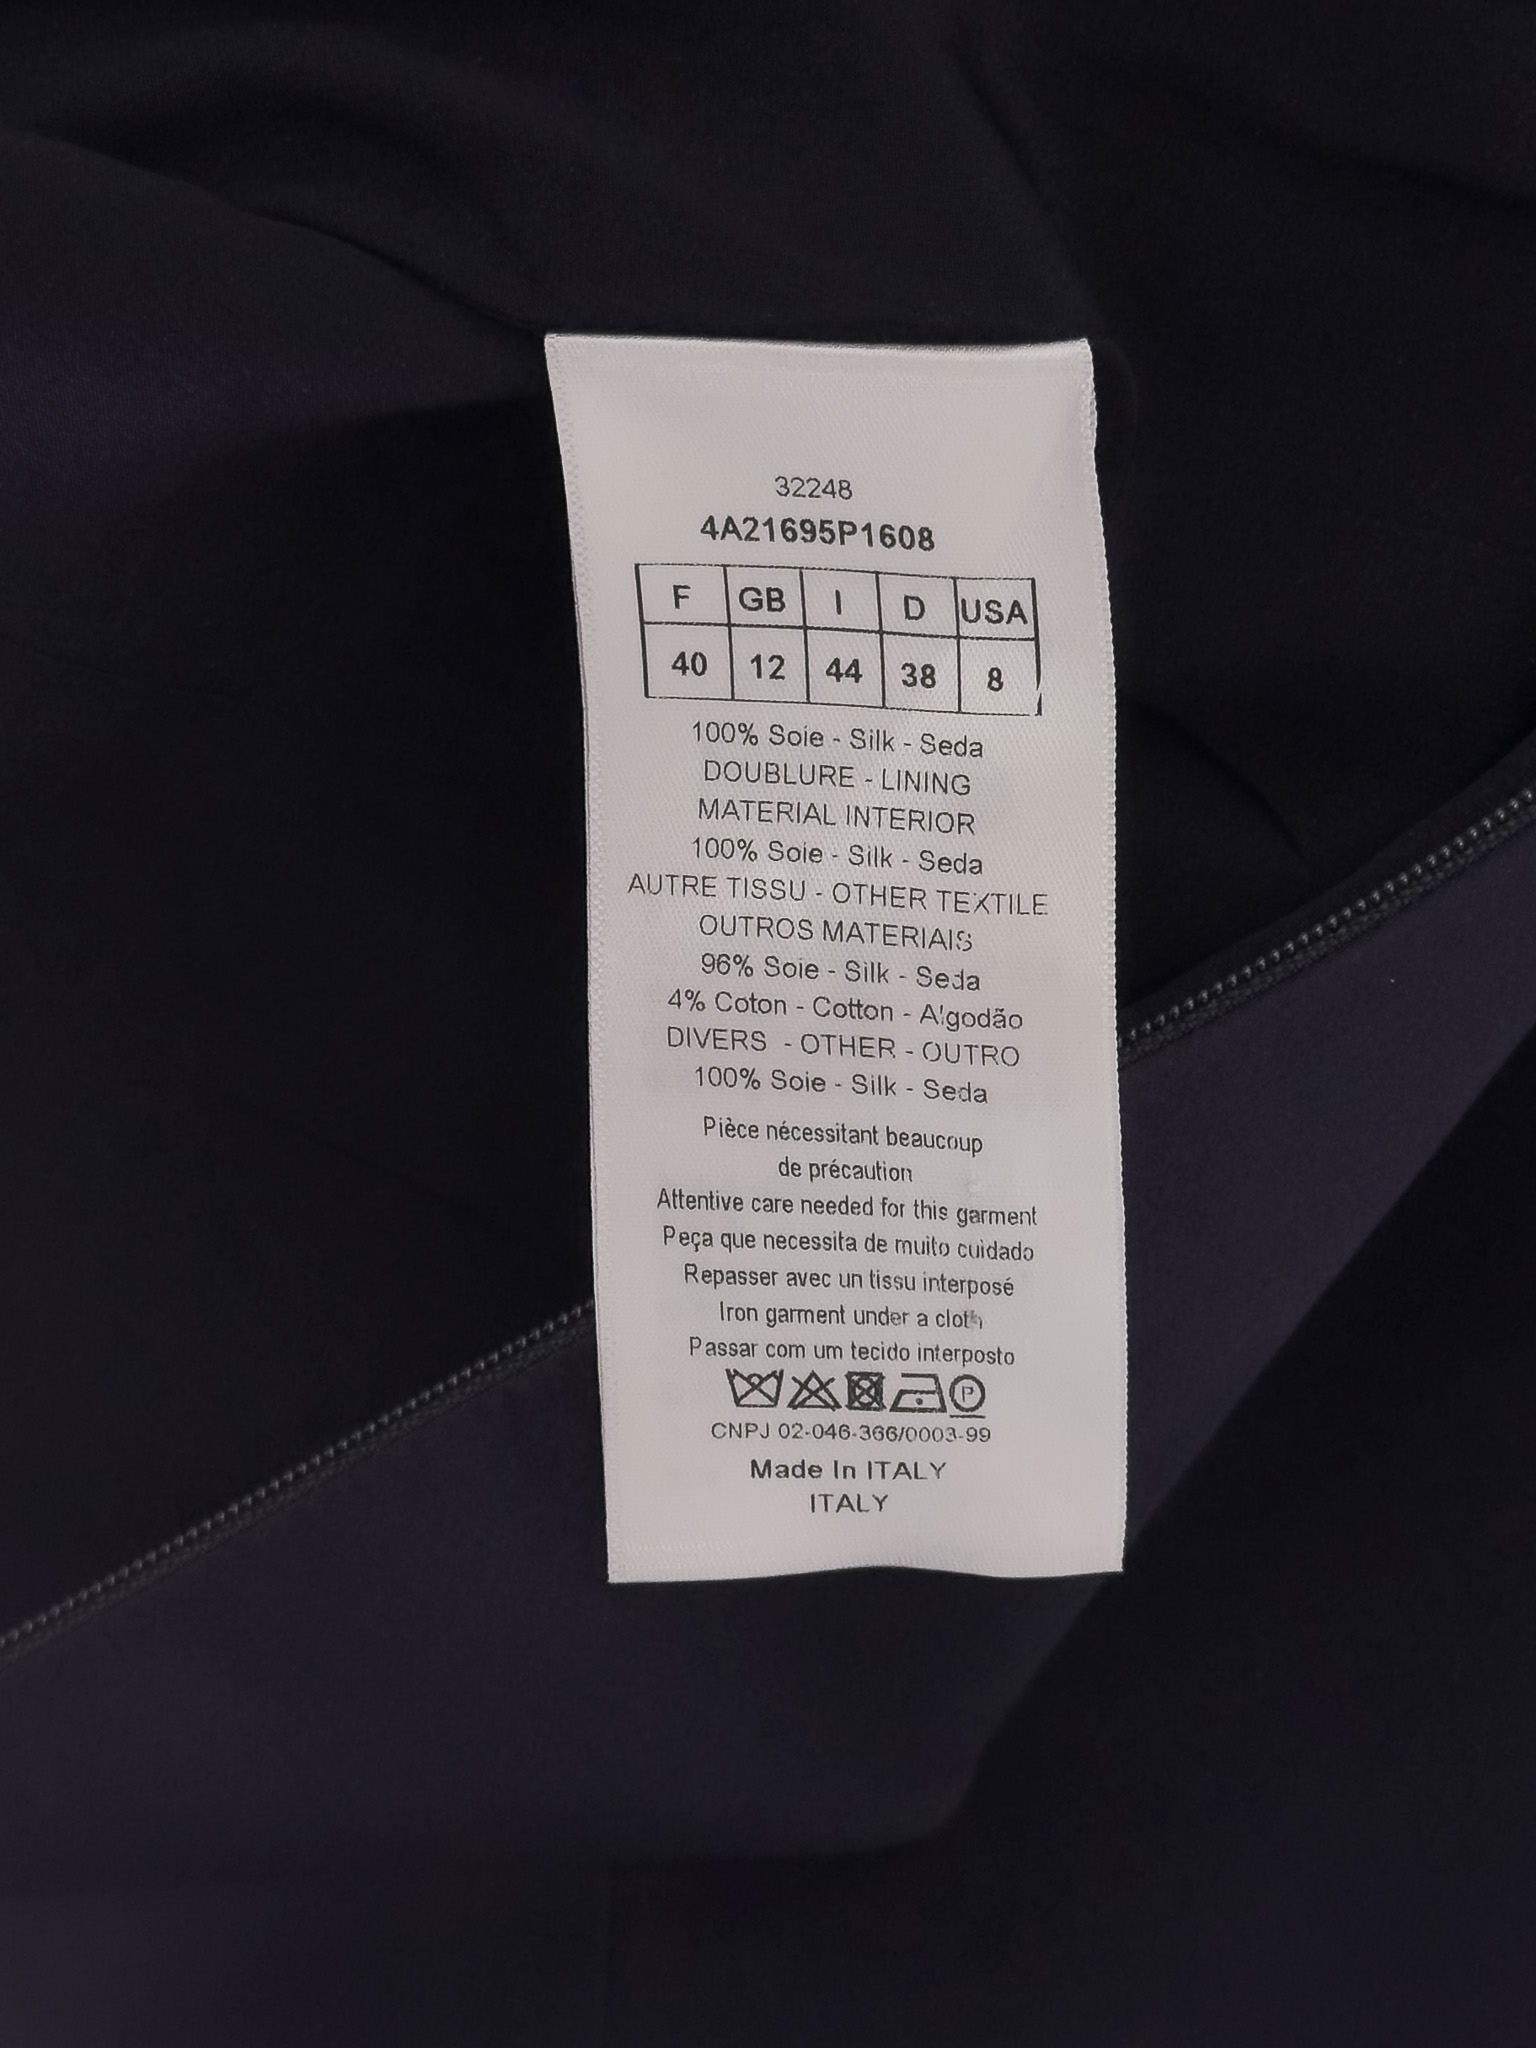 32248
4A21695P1608
F GB I D USA
40 12 44 38 8
100% Soie - Silk - Seda
DOUBLURE - LINING
MATERIAL INTERIOR
100% Soie - Silk - Seda
AUTRE TISSU - OTHER TEXTILE
OUTROS MATERIAIS
96% Soie - Silk - Seda
4% Coton - Cotton - Algodão
DIVERS - OTHER - OUTRO
100% Soie - Silk - Seda
Pièce nécessitant beaucoup
de précaution
Attentive care needed for this garment
Peça que necessita de muito cuidado
Repasser avec un tissu interposé
Iron garment under a cloth
Passar com um tecido interposto
P
CNPJ 02-046-366/0003-99
Made In ITALY
ITALY